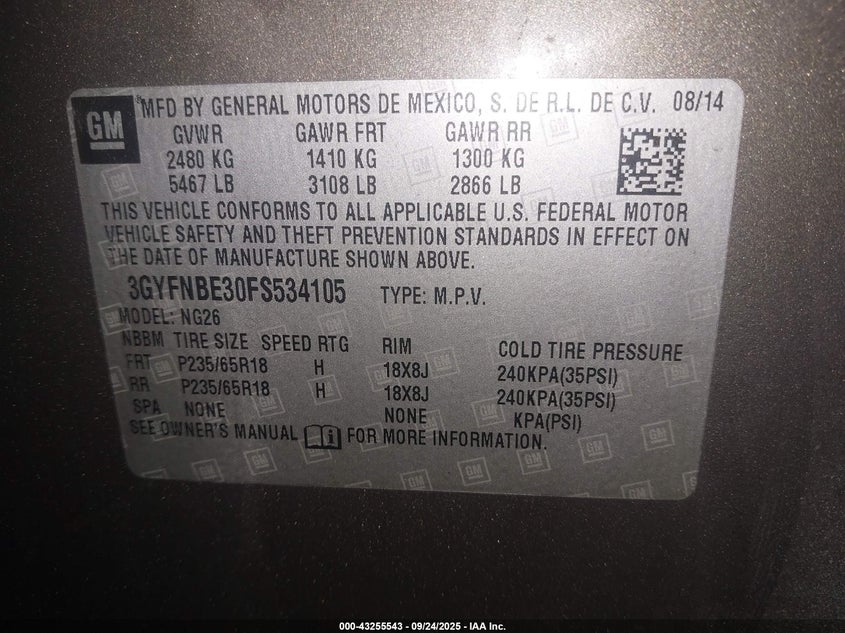 GM
MFD BY GENERAL MOTORS DE MEXICO, S. DE R.L. DE C.V. 08/14
GVWR GAWR FRT GAWR RR
2480 KG 1410 KG 1300 KG
5467 LB 3108 LB 2866 LB
THIS VEHICLE CONFORMS TO ALL APPLICABLE U.S. FEDERAL MOTOR
VEHICLE SAFETY AND THEFT PREVENTION STANDARDS IN EFFECT ON
THE DATE OF MANUFACTURE SHOWN ABOVE.
3GYFNBE30FS534105 TYPE: M.P.V.
MODEL: NG26
NBBM TIRE SIZE SPEED RTG RIM COLD TIRE PRESSURE
FRT P235/65R18 H 18X8J 240KPA(35PSI)
RR P235/65R18 H 18X8J 240KPA(35PSI)
SPA NONE NONE KPA(PSI)
SEE OWNER'S MANUAL FOR MORE INFORMATION.
000-43255543 - 09/24/2025 - IAA Inc.